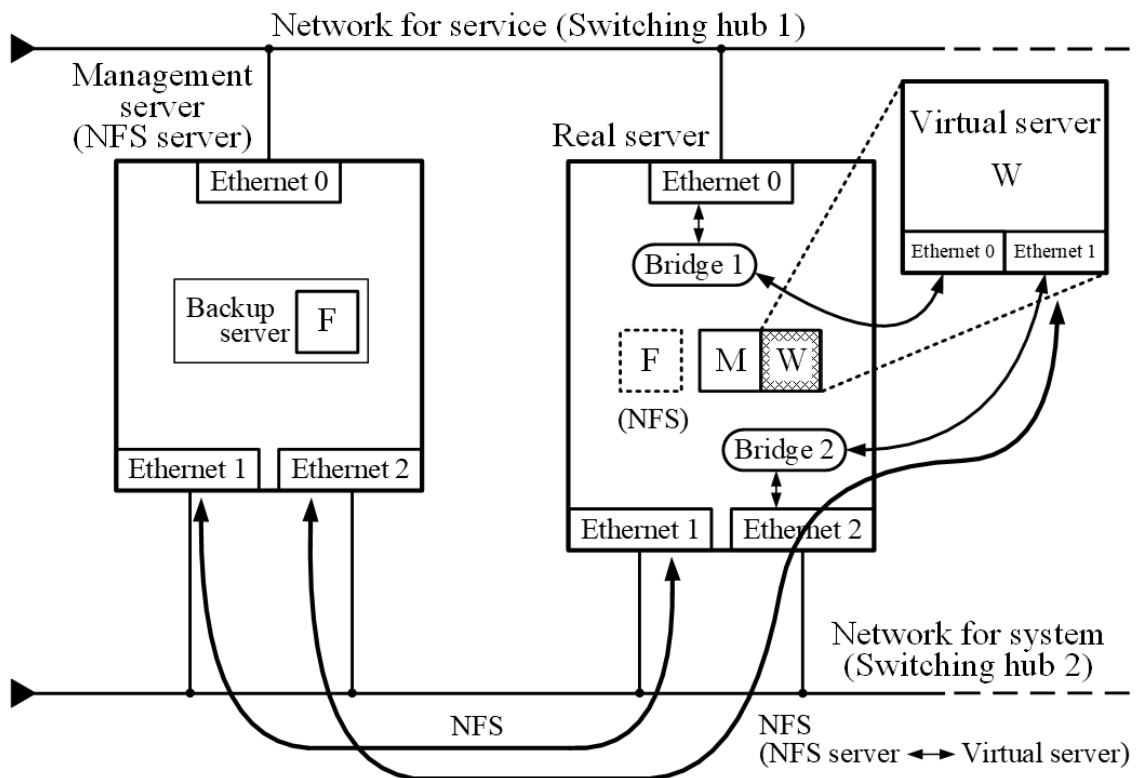 Network for service (Switching hub 1)
Management
server
(NFS server)
Real server
Virtual server
W
Ethernet 0
Ethernet 0
Ethernet 0
Ethernet 1
Bridge 1
Backup
server
F
F
M
W
(NFS)
Bridge 2
Ethernet 1
Ethernet 2
Ethernet 1
Ethernet 2
Network for system
(Switching hub 2)
NFS
NFS
(NFS server
Virtual server)